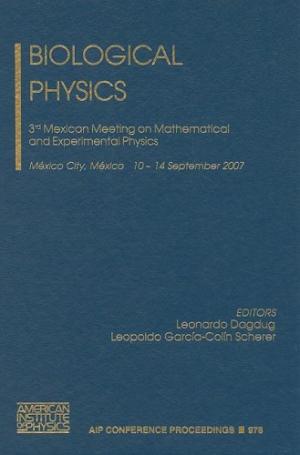 BIOLOGICAL
PHYSICS
3rd Mexican Meeting on Mathematical
and Experimental Physics
México City, México 10 – 14 September 2007
EDITORS
Leonardo Dagdug
Leopoldo García-Colín Scherer
AMERICAN
INSTITUTE
OF PHYSICS
AIP CONFERENCE PROCEEDINGS 978